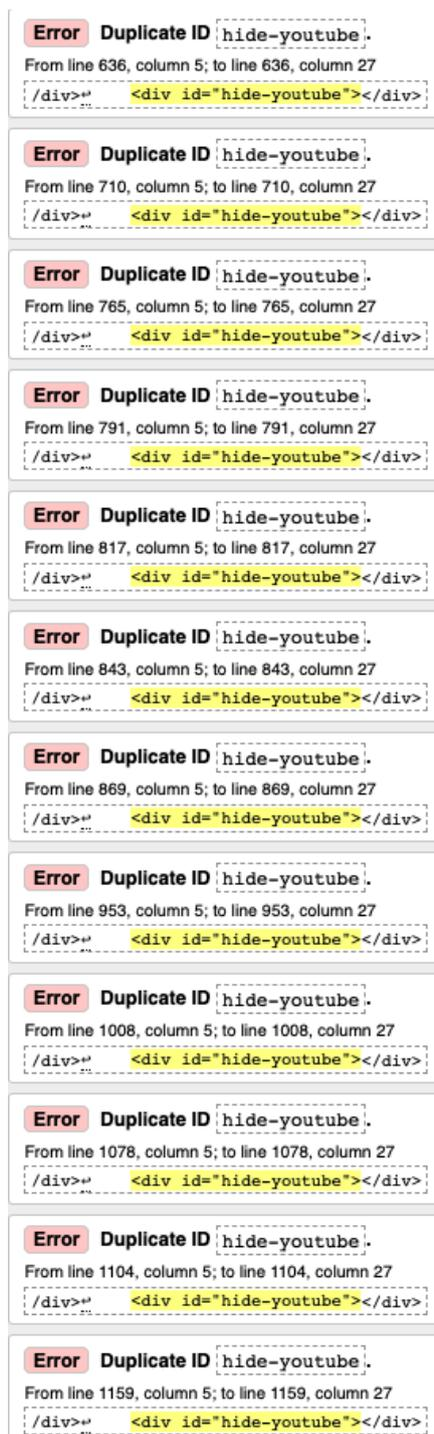 Error Duplicate ID hide-youtube.
From line 636, column 5; to line 636, column 27
/div>↩ <div id="hide-youtube"></div>
Error Duplicate ID hide-youtube.
From line 710, column 5; to line 710, column 27
/div>↩ <div id="hide-youtube"></div>
Error Duplicate ID hide-youtube.
From line 765, column 5; to line 765, column 27
/div>↩ <div id="hide-youtube"></div>
Error Duplicate ID hide-youtube.
From line 791, column 5; to line 791, column 27
/div>↩ <div id="hide-youtube"></div>
Error Duplicate ID hide-youtube.
From line 817, column 5; to line 817, column 27
/div>↩ <div id="hide-youtube"></div>
Error Duplicate ID hide-youtube.
From line 843, column 5; to line 843, column 27
/div>↩ <div id="hide-youtube"></div>
Error Duplicate ID hide-youtube.
From line 869, column 5; to line 869, column 27
/div>↩ <div id="hide-youtube"></div>
Error Duplicate ID hide-youtube.
From line 953, column 5; to line 953, column 27
/div>↩ <div id="hide-youtube"></div>
Error Duplicate ID hide-youtube.
From line 1008, column 5; to line 1008, column 27
/div>↩ <div id="hide-youtube"></div>
Error Duplicate ID hide-youtube.
From line 1078, column 5; to line 1078, column 27
/div>↩ <div id="hide-youtube"></div>
Error Duplicate ID hide-youtube.
From line 1104, column 5; to line 1104, column 27
/div>↩ <div id="hide-youtube"></div>
Error Duplicate ID hide-youtube.
From line 1159, column 5; to line 1159, column 27
/div>↩ <div id="hide-youtube"></div>